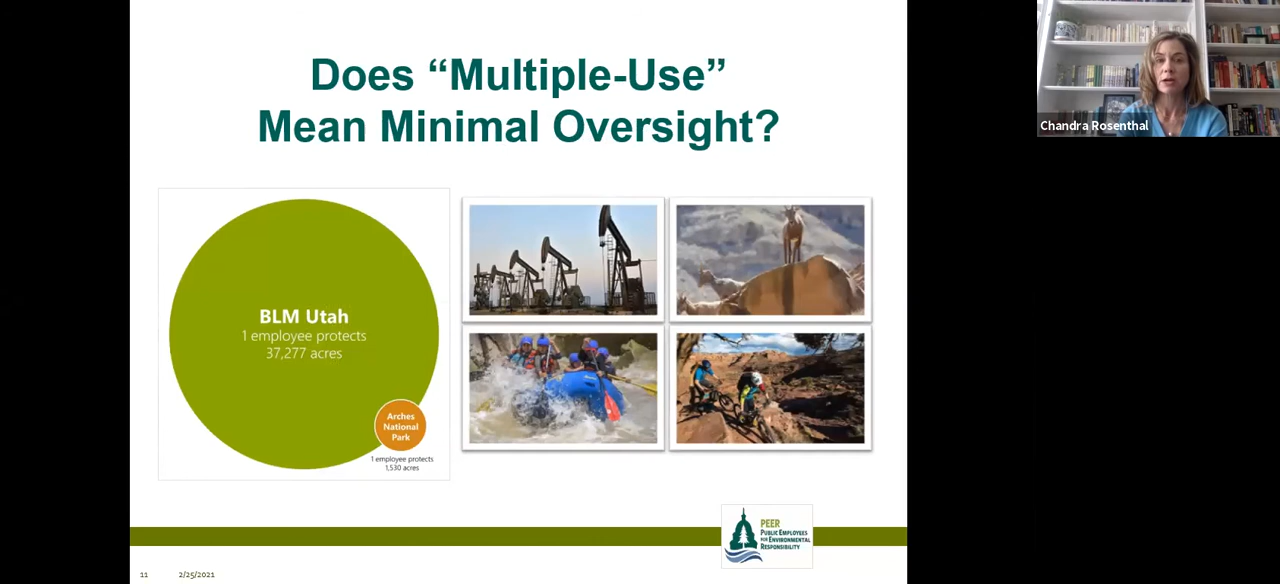 Does “Multiple-Use”
Mean Minimal Oversight?
Chandra Rosenthal
BLM Utah
1 employee protects
37,277 acres
Arches
National
Park
1 employee protects
1,530 acres
PEER
PUBLIC EMPLOYEES
FOR ENVIRONMENTAL
RESPONSIBILITY
11
2/25/2021